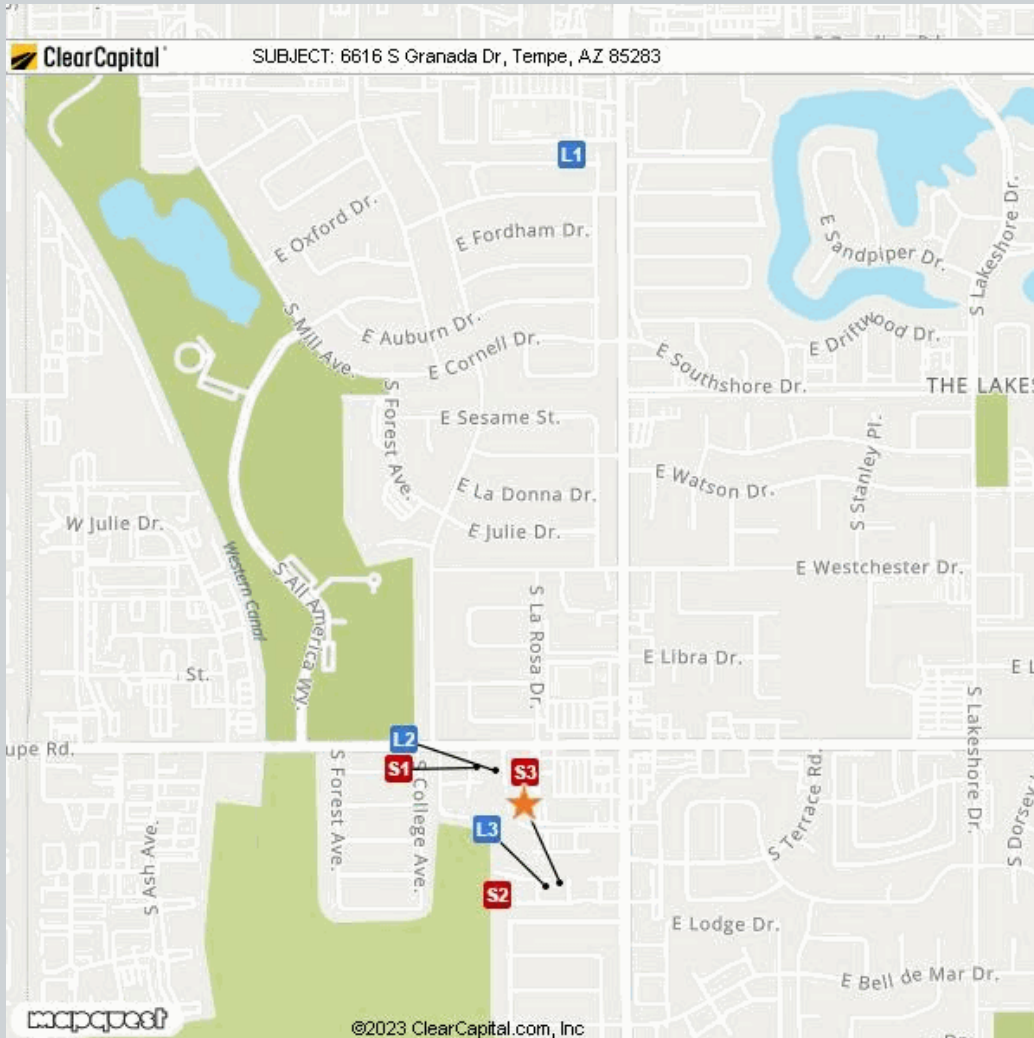 ClearCapital
SUBJECT: 6616 S Granada Dr, Tempe, AZ 85283
L1
E Oxford Dr.
E Fordham Dr.
E Sandpiper Dr.
S Lakeshore Dr.
S Mill Ave.
E Auburn Dr.
E Cornell Dr.
E Driftwood Dr.
E Southshore Dr.
THE LAKES
S Forest Ave.
E Sesame St.
S Stanley Pl.
E Watson Dr.
E La Donna Dr.
W Julie Dr.
E Julie Dr.
Western Canal
S All America Wy.
E Westchester Dr.
S La Rosa Dr.
St.
E Libra Dr.
E L
S Lakeshore Dr.
upe Rd.
L2
S1
S3
S Forest Ave.
S College Ave.
S Terrace Rd.
S Dorsey
L3
S Ash Ave.
S2
E Lodge Dr.
E Bell de Mar Dr.
mapquest
©2023 ClearCapital.com, Inc